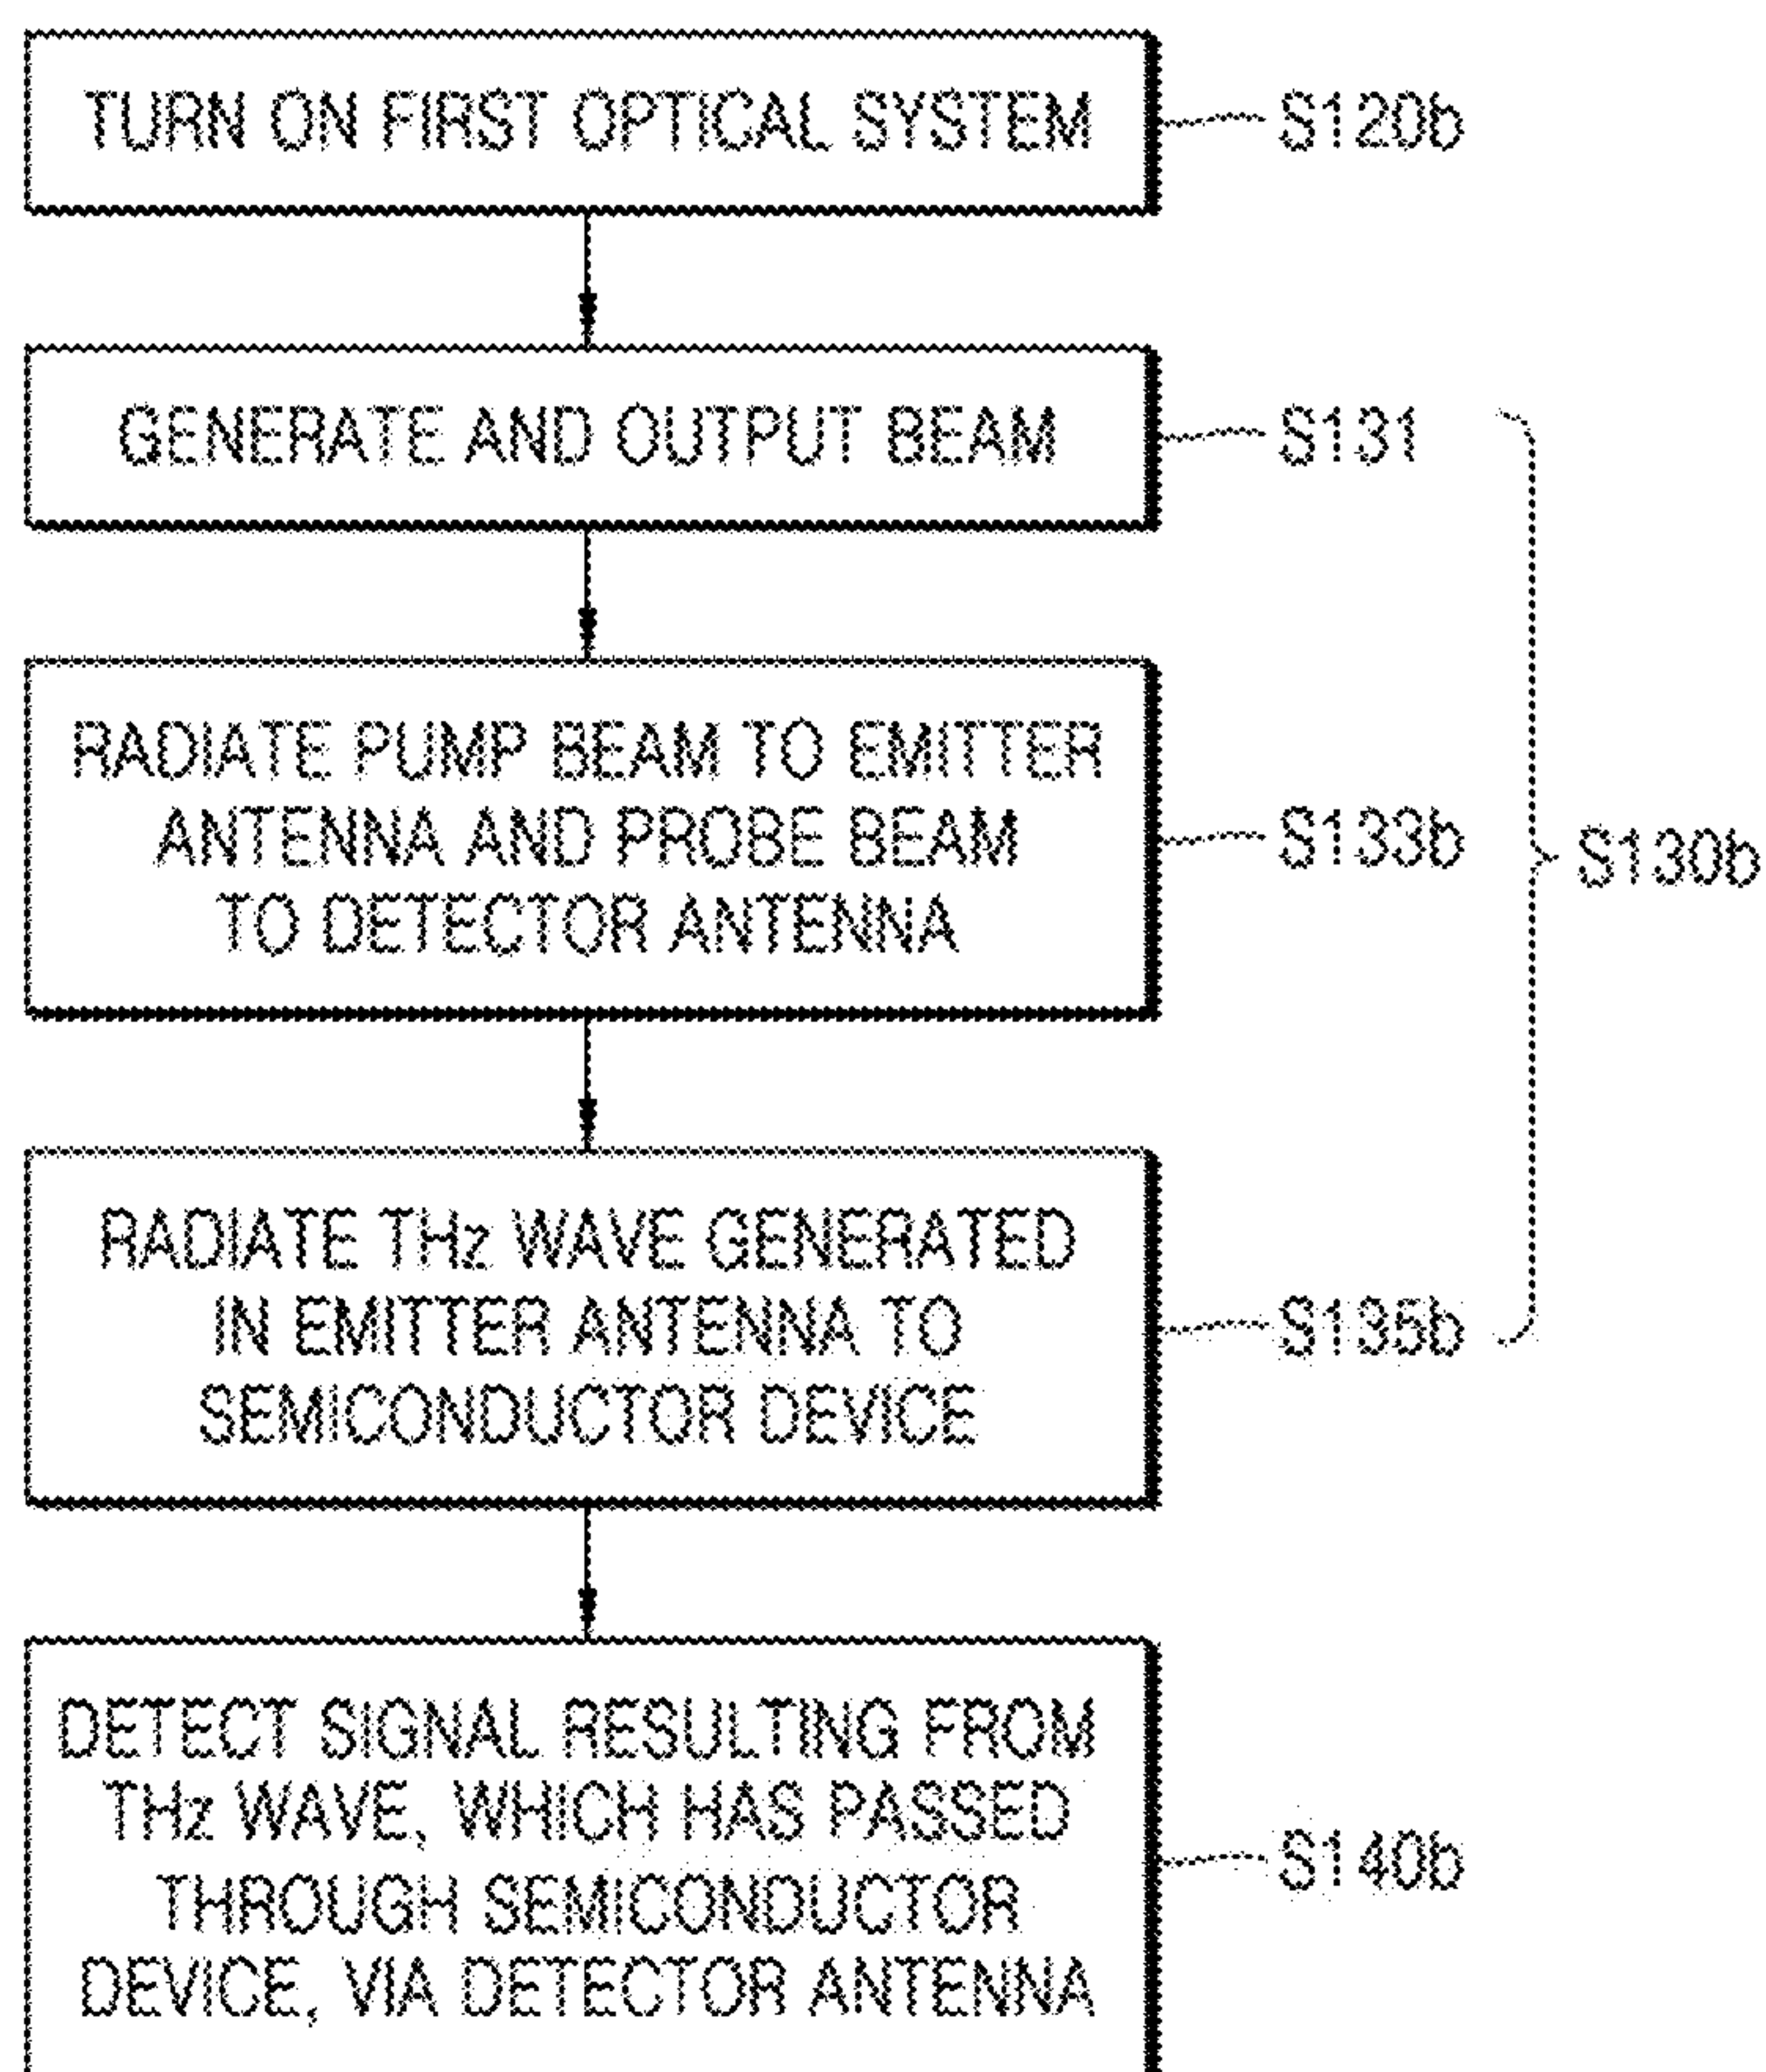 TURN ON FIRST OPTICAL SYSTEM
S120b
GENERATE AND OUTPUT BEAM
S131
RADIATE PUMP BEAM TO EMITTER
ANTENNA AND PROBE BEAM
TO DETECTOR ANTENNA
S133b
S130b
RADIATE THz WAVE GENERATED
IN EMITTER ANTENNA TO
SEMICONDUCTOR DEVICE
S135b
DETECT SIGNAL RESULTING FROM
THz WAVE, WHICH HAS PASSED
THROUGH SEMICONDUCTOR
DEVICE, VIA DETECTOR ANTENNA
S140b